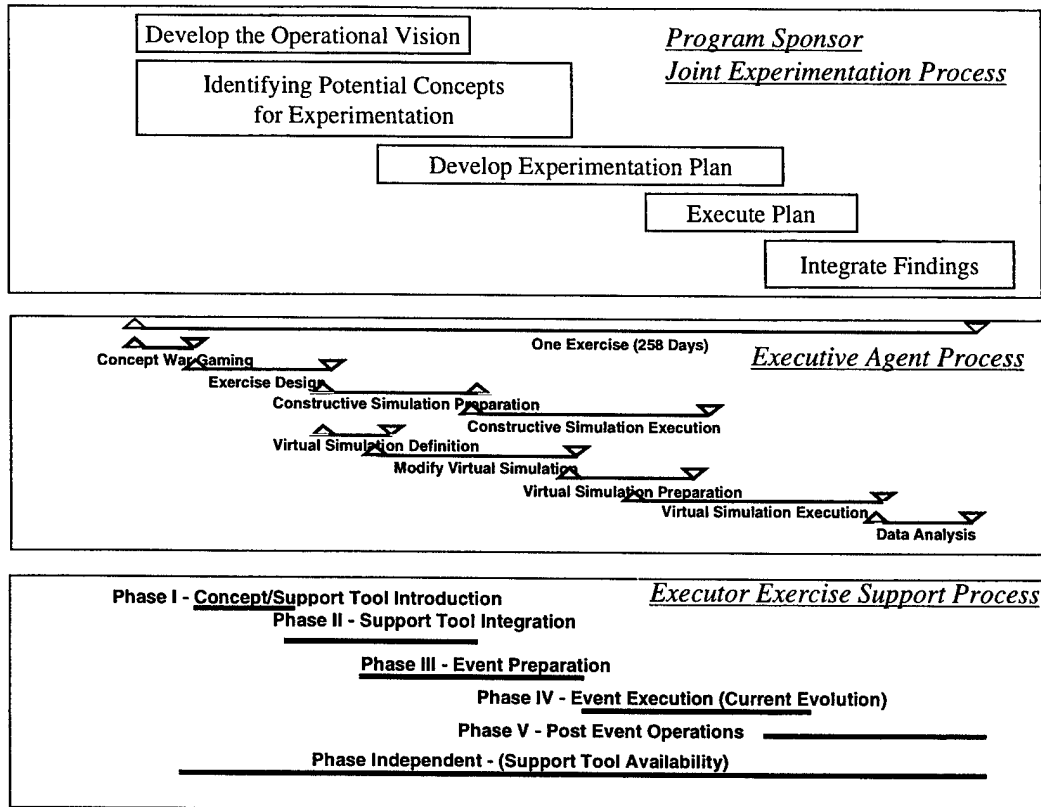 Develop the Operational Vision
Program Sponsor
Joint Experimentation Process
Identifying Potential Concepts
for Experimentation
Develop Experimentation Plan
Execute Plan
Integrate Findings
One Exercise (258 Days)
Executive Agent Process
Concept War Gaming
Exercise Design
Constructive Simulation Preparation
Constructive Simulation Execution
Virtual Simulation Definition
Modify Virtual Simulation
Virtual Simulation Preparation
Virtual Simulation Execution
Data Analysis
Executor Exercise Support Process
Phase I - Concept/Support Tool Introduction
Phase II - Support Tool Integration
Phase III - Event Preparation
Phase IV - Event Execution (Current Evolution)
Phase V - Post Event Operations
Phase Independent - (Support Tool Availability)